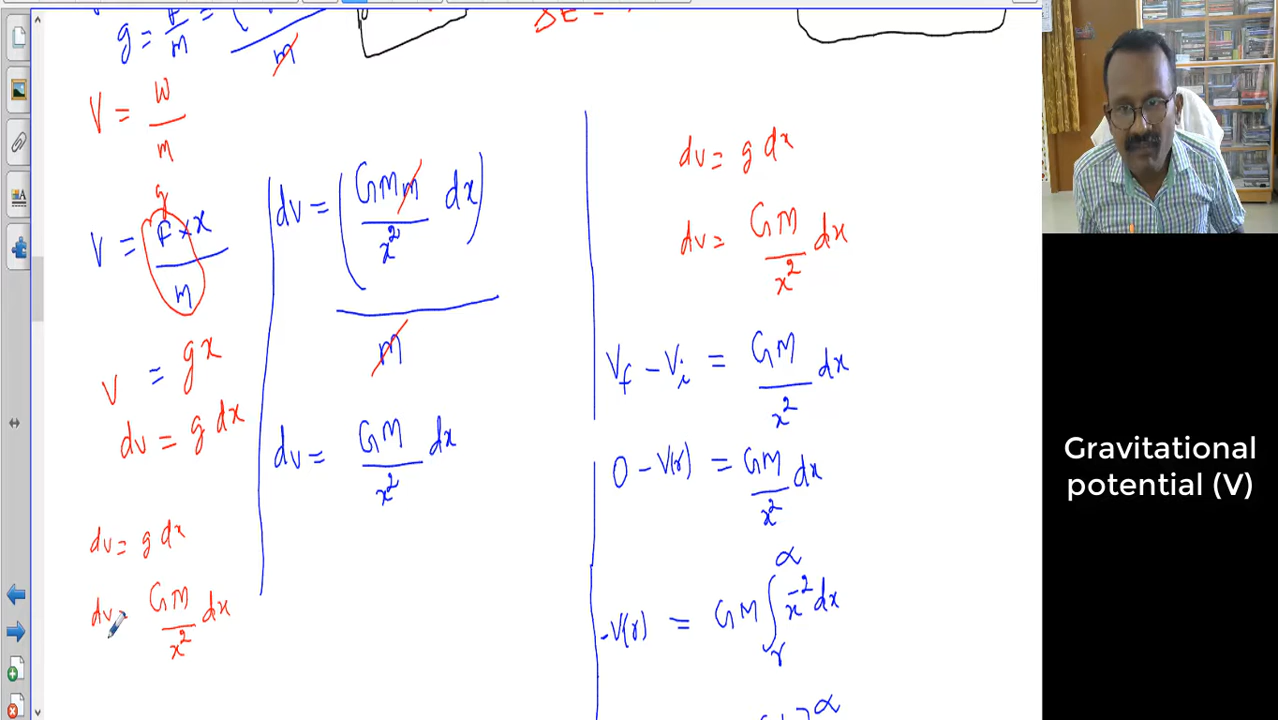 g = F/m
m
V = W/m
g
V = F × x / m
V = gx
dv = g dx
dv = g dx
dv = GM/x² dx
dv = (GMm/x² dx) / m
dv = GM/x² dx
ΔE =
dv = g dx
dv = GM/x² dx
Vf - Vi = GM/x² dx
0 - V(r) = GM/x² dx
-V(r) = GM ∫ᵣ^α x⁻² dx
α
Gravitational
potential (V)